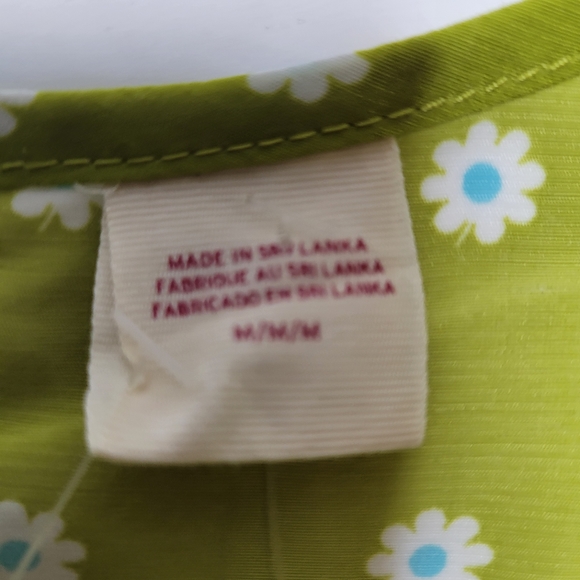 MADE IN SRI LANKA
FABRIQUE AU SRI LANKA
FABRICADO EN SRI LANKA
M/M/M